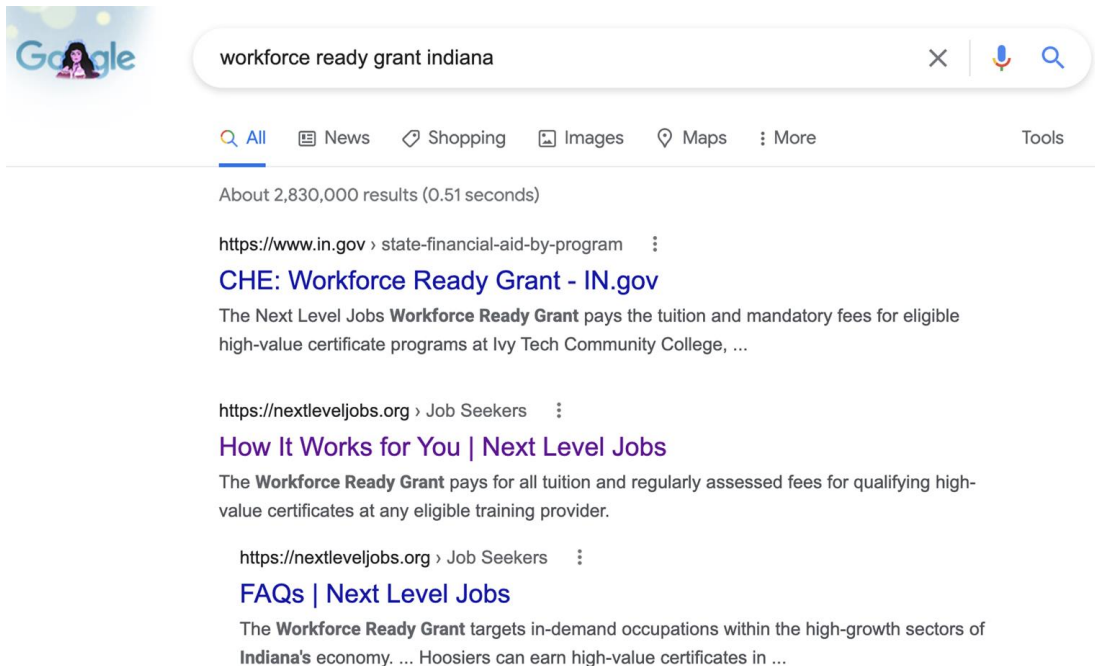 Google
workforce ready grant indiana
All News Shopping Images Maps More Tools
About 2,830,000 results (0.51 seconds)
https://www.in.gov › state-financial-aid-by-program
CHE: Workforce Ready Grant - IN.gov
The Next Level Jobs Workforce Ready Grant pays the tuition and mandatory fees for eligible
high-value certificate programs at Ivy Tech Community College, ...
https://nextleveljobs.org › Job Seekers
How It Works for You | Next Level Jobs
The Workforce Ready Grant pays for all tuition and regularly assessed fees for qualifying high-
value certificates at any eligible training provider.
https://nextleveljobs.org › Job Seekers
FAQs | Next Level Jobs
The Workforce Ready Grant targets in-demand occupations within the high-growth sectors of
Indiana's economy. ... Hoosiers can earn high-value certificates in ...